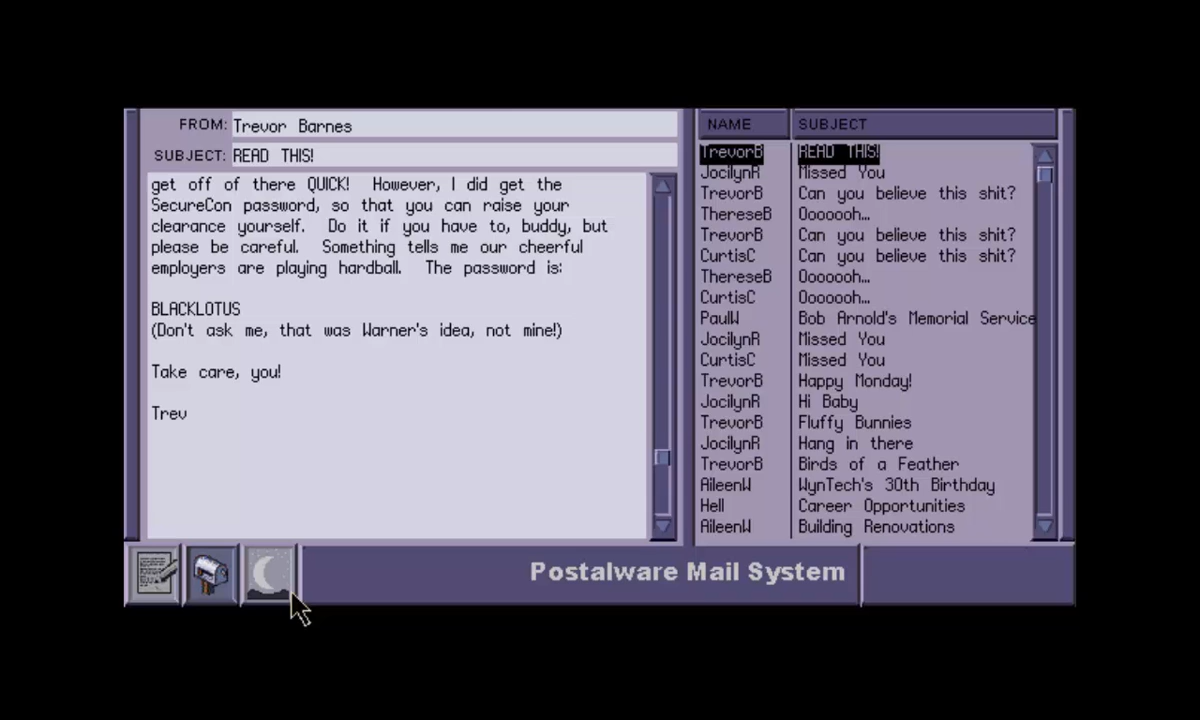 FROM: Trevor Barnes
SUBJECT: READ THIS!
get off of there QUICK! However, I did get the
SecureCon password, so that you can raise your
clearance yourself. Do it if you have to, buddy, but
please be careful. Something tells me our cheerful
employers are playing hardball. The password is:
BLACKLOTUS
(Don't ask me, that was Warner's idea, not mine!)
Take care, you!
Trev
NAME SUBJECT
TrevorB READ THIS!
JocilynR Missed You
TrevorB Can you believe this shit?
ThereseB Ooooooh...
TrevorB Can you believe this shit?
CurtisC Can you believe this shit?
ThereseB Ooooooh...
CurtisC Ooooooh...
PaulW Bob Arnold's Memorial Service
JocilynR Missed You
CurtisC Missed You
TrevorB Happy Monday!
JocilynR Hi Baby
TrevorB Fluffy Bunnies
JocilynR Hang in there
TrevorB Birds of a Feather
AileenW WynTech's 30th Birthday
Hell Career Opportunities
AileenW Building Renovations
Postalware Mail System